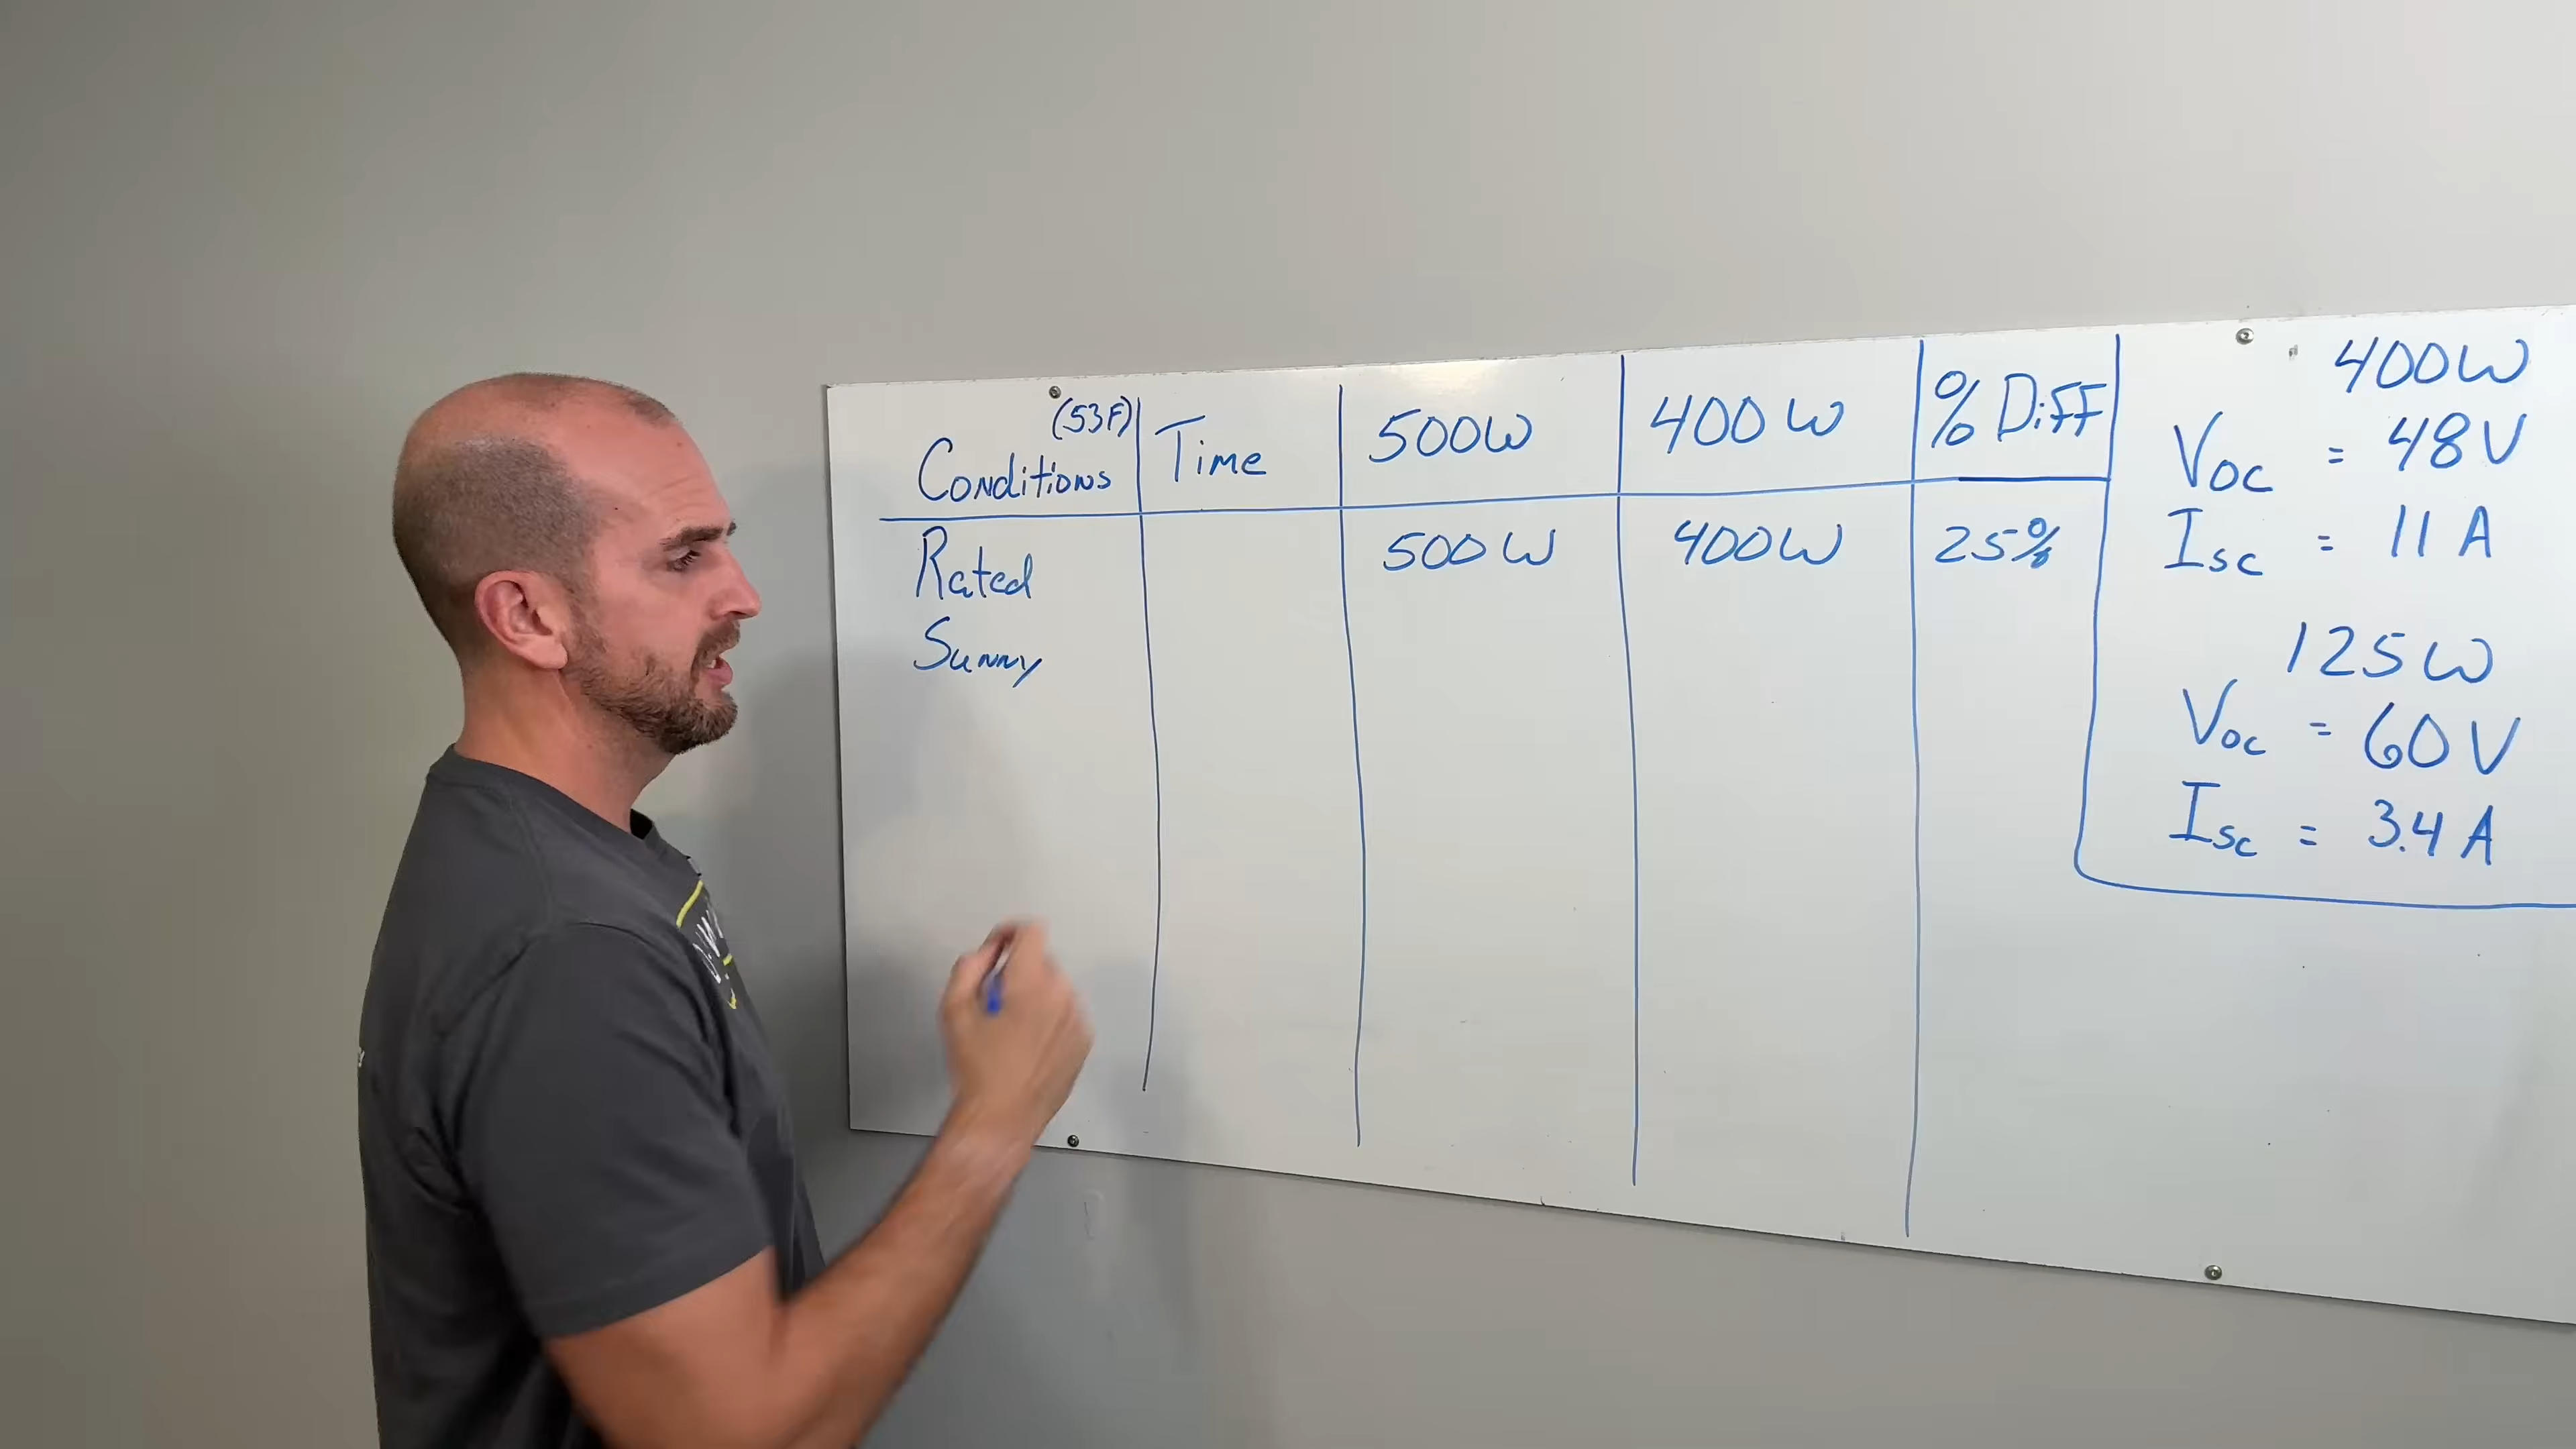 (53F)
Conditions Time 500W 400W % Diff
Rated 500W 400W 25%
Sunny
400W
Voc = 48V
Isc = 11 A
125W
Voc = 60V
Isc = 3.4 A